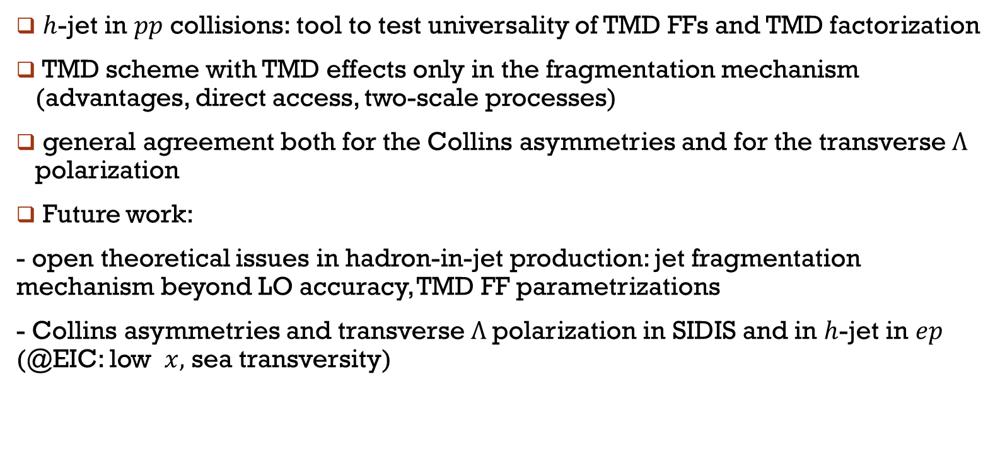 ❑ h-jet in pp collisions: tool to test universality of TMD FFs and TMD factorization
❑ TMD scheme with TMD effects only in the fragmentation mechanism
(advantages, direct access, two-scale processes)
❑ general agreement both for the Collins asymmetries and for the transverse Λ
polarization
❑ Future work:
- open theoretical issues in hadron-in-jet production: jet fragmentation
mechanism beyond LO accuracy, TMD FF parametrizations
- Collins asymmetries and transverse Λ polarization in SIDIS and in h-jet in ep
(@EIC: low x, sea transversity)